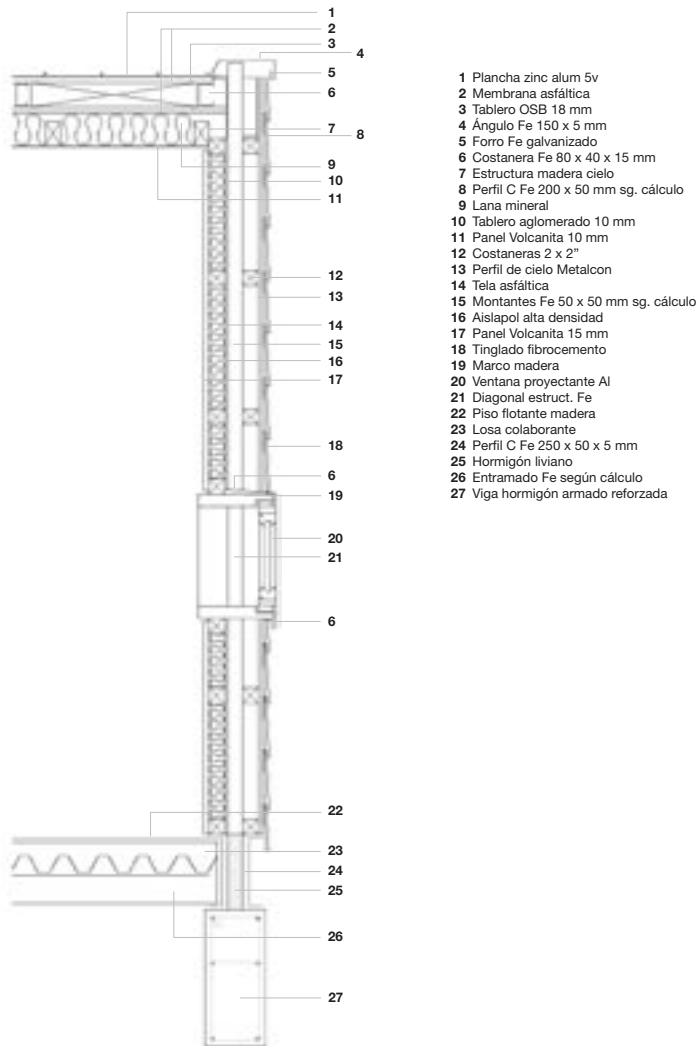 1
2
3
4
5
6
7
8
9
10
11
12
13
14
15
16
17
18
6
19
20
21
6
22
23
24
25
26
27
1 Plancha zinc alum 5v
2 Membrana asfáltica
3 Tablero OSB 18 mm
4 Ángulo Fe 150 x 5 mm
5 Forro Fe galvanizado
6 Costanera Fe 80 x 40 x 15 mm
7 Estructura madera cielo
8 Perfil C Fe 200 x 50 mm sg. cálculo
9 Lana mineral
10 Tablero aglomerado 10 mm
11 Panel Volcanita 10 mm
12 Costaneras 2 x 2”
13 Perfil de cielo Metalcon
14 Tela asfáltica
15 Montantes Fe 50 x 50 mm sg. cálculo
16 Aislapol alta densidad
17 Panel Volcanita 15 mm
18 Tinglado fibrocemento
19 Marco madera
20 Ventana proyectante Al
21 Diagonal estruct. Fe
22 Piso flotante madera
23 Losa colaborante
24 Perfil C Fe 250 x 50 x 5 mm
25 Hormigón liviano
26 Entramado Fe según cálculo
27 Viga hormigón armado reforzada